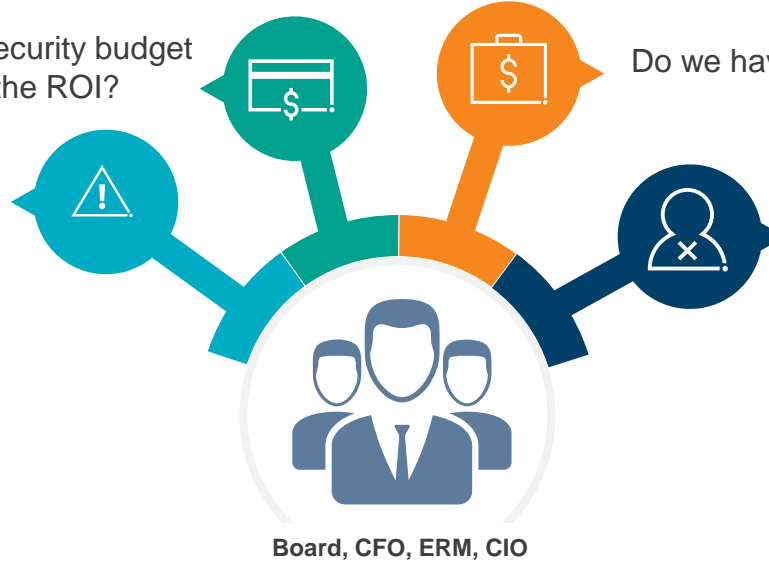 ecurity budget
the ROI?
Do we hav
Board, CFO, ERM, CIO